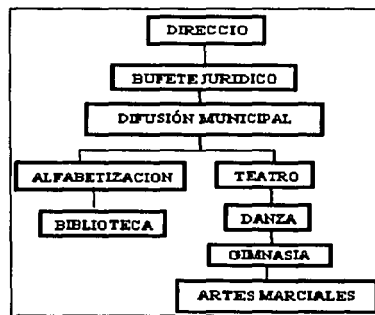 DIRECCIO
BUFETE JURIDICO
DIFUSIÓN MUNICIPAL
ALFABETIZACION
TEATRO
BIBLIOTECA
DANZA
GIMNASIA
ARTES MARCIALES